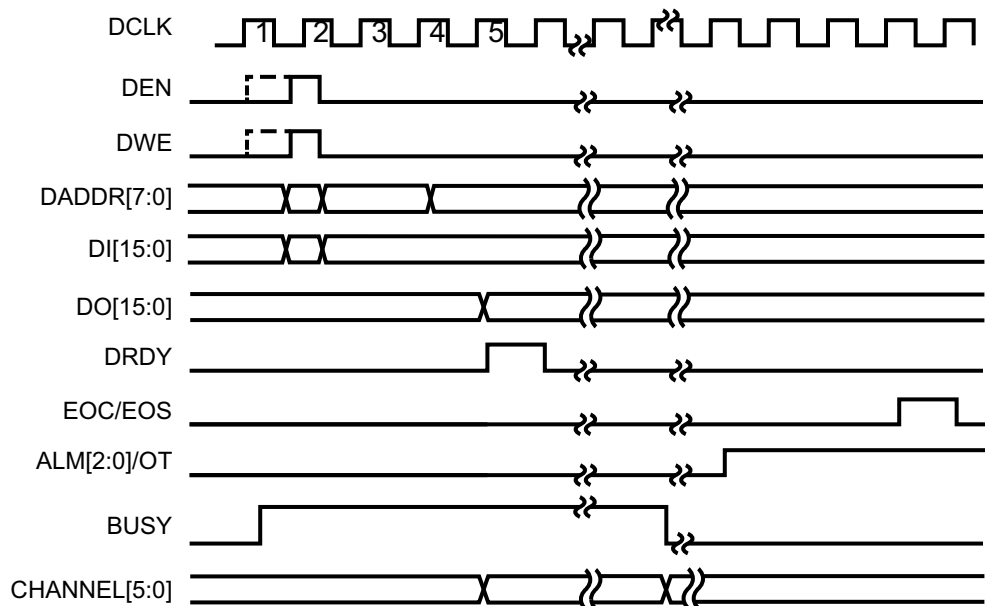 DCLK 1 2 3 4 5
DEN
DWE
DADDR[7:0]
DI[15:0]
DO[15:0]
DRDY
EOC/EOS
ALM[2:0]/OT
BUSY
CHANNEL[5:0]